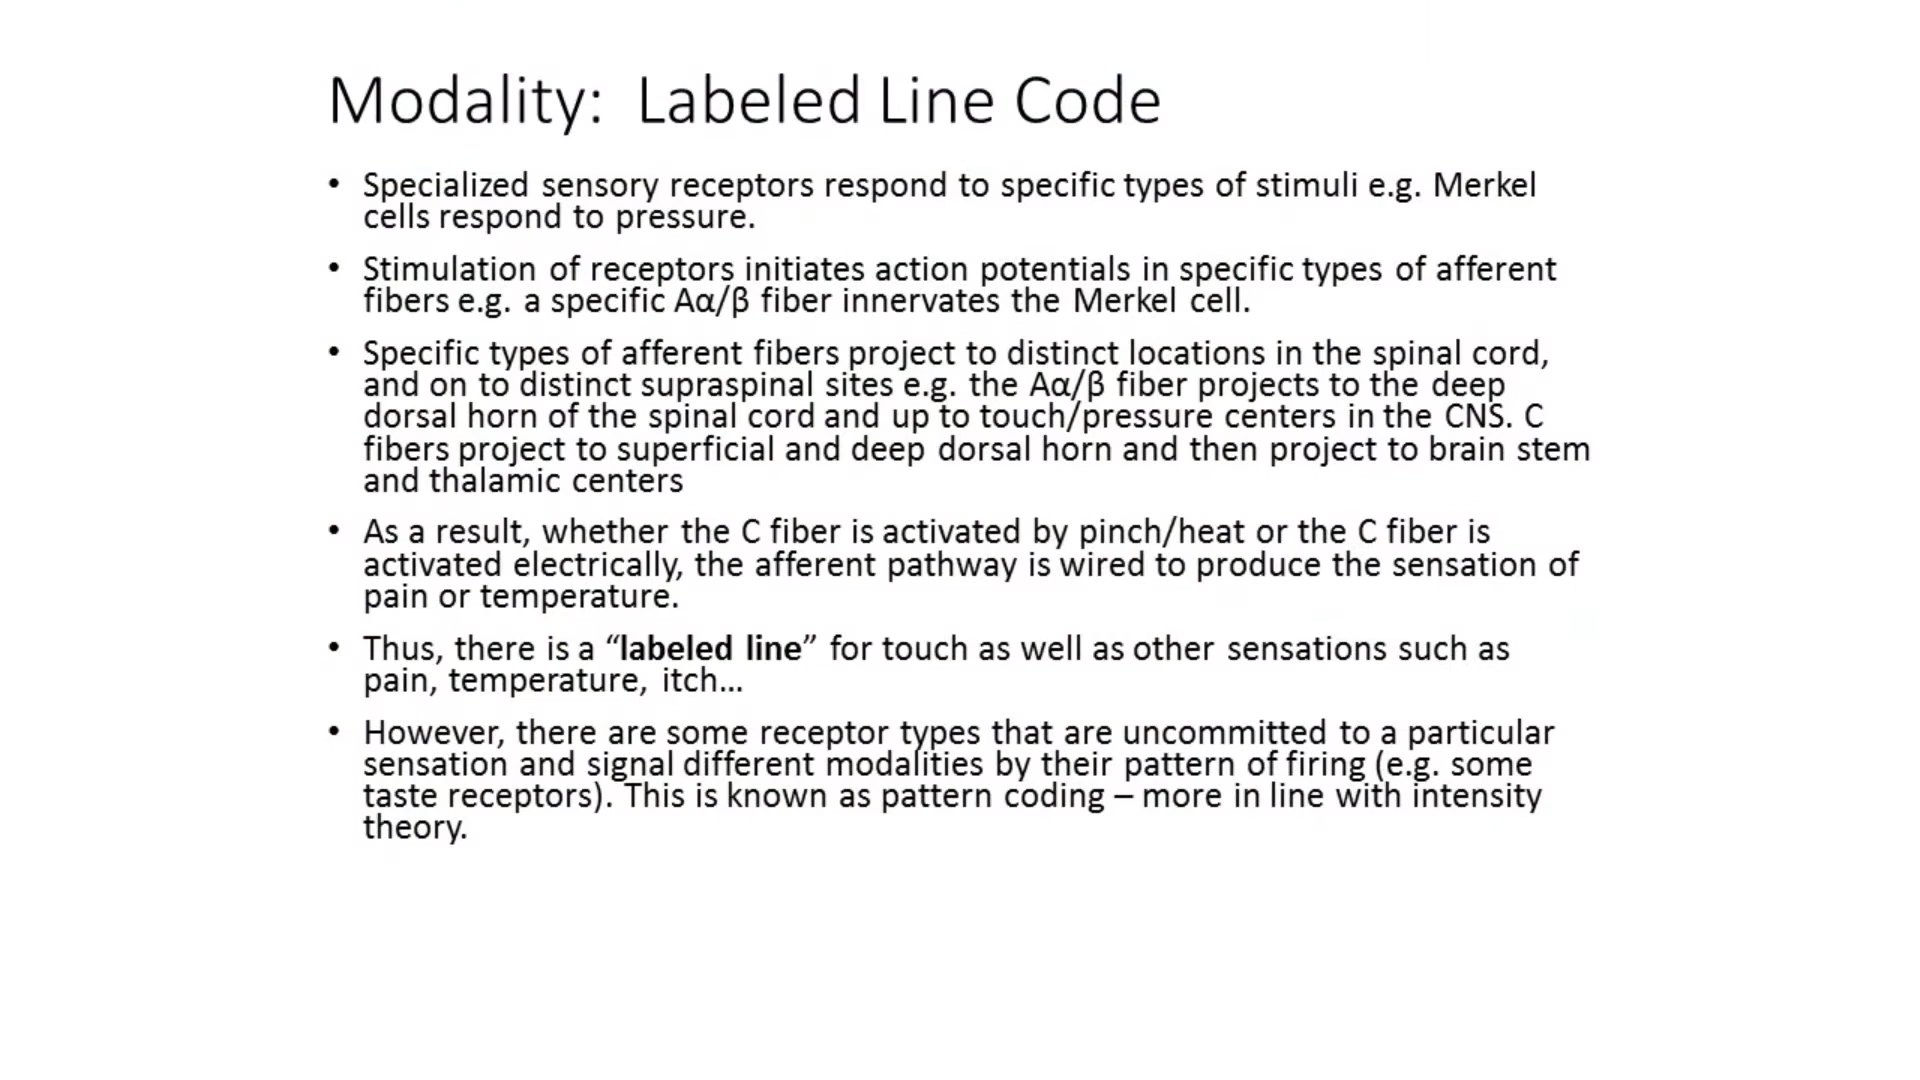 Modality: Labeled Line Code
• Specialized sensory receptors respond to specific types of stimuli e.g. Merkel
cells respond to pressure.
• Stimulation of receptors initiates action potentials in specific types of afferent
fibers e.g. a specific Aα/β fiber innervates the Merkel cell.
• Specific types of afferent fibers project to distinct locations in the spinal cord,
and on to distinct supraspinal sites e.g. the Aα/β fiber projects to the deep
dorsal horn of the spinal cord and up to touch/pressure centers in the CNS. C
fibers project to superficial and deep dorsal horn and then project to brain stem
and thalamic centers
• As a result, whether the C fiber is activated by pinch/heat or the C fiber is
activated electrically, the afferent pathway is wired to produce the sensation of
pain or temperature.
• Thus, there is a “labeled line” for touch as well as other sensations such as
pain, temperature, itch…
• However, there are some receptor types that are uncommitted to a particular
sensation and signal different modalities by their pattern of firing (e.g. some
taste receptors). This is known as pattern coding – more in line with intensity
theory.